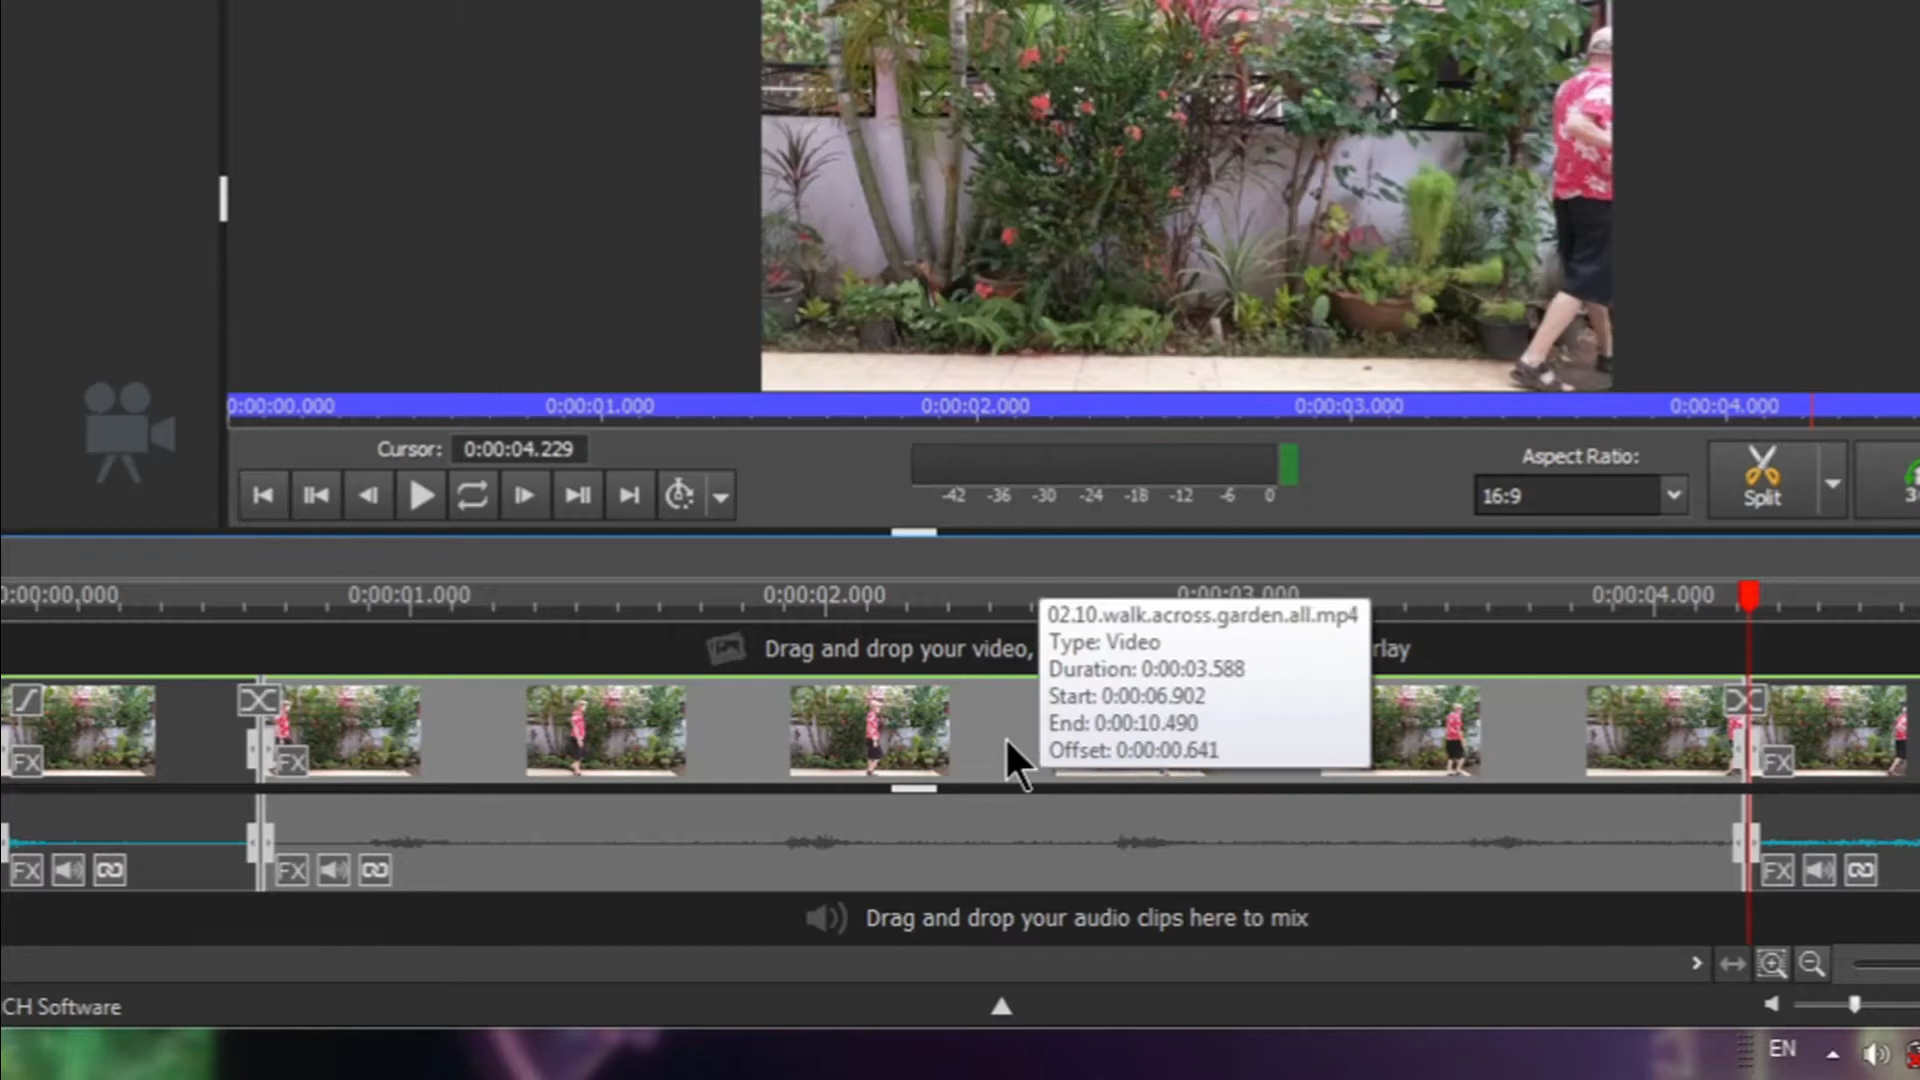 0:00:00.000 0:00:01.000 0:00:02.000 0:00:03.000 0:00:04.000
Cursor: 0:00:04.229
-42 -36 -30 -24 -18 -12 -6 0
Aspect Ratio:
16:9
Split
0:00:00.000 0:00:01.000 0:00:02.000 0:00:03.000 0:00:04.000
Drag and drop your video,
rlay
02.10.walk.across.garden.all.mp4
Type: Video
Duration: 0:00:03.588
Start: 0:00:06.902
End: 0:00:10.490
Offset: 0:00:00.641
FX FX FX
FX FX FX
Drag and drop your audio clips here to mix
CH Software
EN